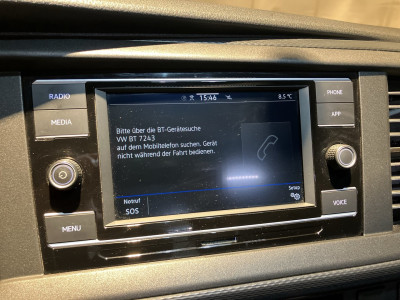 RADIO
15:46
8.5 °C
PHONE
MEDIA
APP
Bitte über die BT-Gerätesuche
VW BT 7243
auf dem Mobiltelefon suchen. Gerät
nicht während der Fahrt bedienen.
Notruf
SOS
Setup
MENU
VOICE